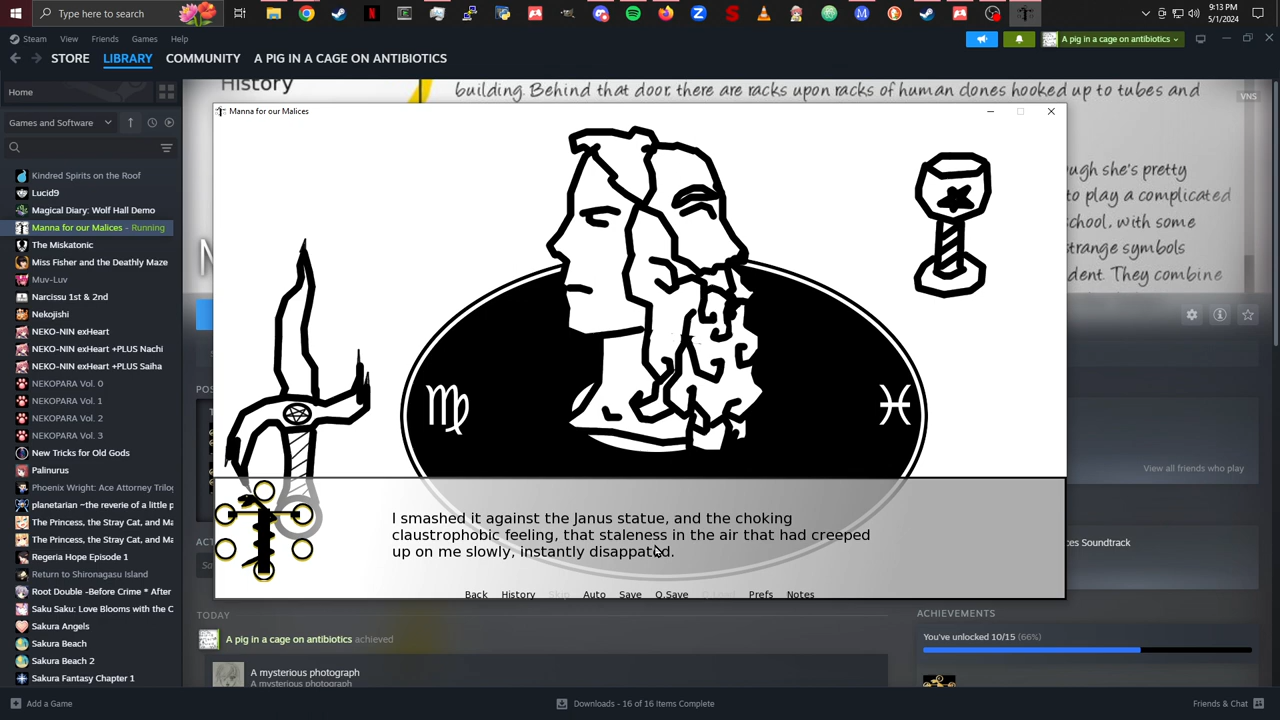 Type here to search
9:13 PM
5/1/2024
Steam View Friends Games Help
A pig in a cage on antibiotics
STORE LIBRARY COMMUNITY A PIG IN A CAGE ON ANTIBIOTICS
Home
Games and Software
History
building. Behind that door, there are racks upon racks of human clones hooked up to tubes and
VNS
ugh she's pretty
to play a complicated
school, with some
strange symbols
dent. They combine
Manna for our Malices
Kindred Spirits on the Roof
Lucid9
Magical Diary: Wolf Hall Demo
Manna for our Malices - Running
The Miskatonic
Miss Fisher and the Deathly Maze
Muv-Luv
Narcissu 1st & 2nd
Nekojishi
NEKO-NIN exHeart
NEKO-NIN exHeart +PLUS Nachi
NEKO-NIN exHeart +PLUS Saiha
NEKOPARA Vol. 0
NEKOPARA Vol. 1
NEKOPARA Vol. 2
NEKOPARA Vol. 3
New Tricks for Old Gods
Palinurus
Phoenix Wright: Ace Attorney Trilog
planetarian ~the reverie of a little p
The Princess, the Stray Cat, and Ma
The Princess, the Stray Cat, and Ma
Regeria Hope Episode 1
Return to Shironagasu Island
Root Double -Before Crime * After
Saku Saku: Love Blooms with the C
Sakura Angels
Sakura Beach
Sakura Beach 2
Sakura Fantasy Chapter 1
♍ ♓
I smashed it against the Janus statue, and the choking
claustrophobic feeling, that staleness in the air that had creeped
up on me slowly, instantly disappated.
Back History Skip Auto Save Q.Save Q.Load Prefs Notes
View all friends who play
ces Soundtrack
TODAY
A pig in a cage on antibiotics achieved
A mysterious photograph
A mysterious photograph
ACHIEVEMENTS
You've unlocked 10/15 (66%)
Add a Game
Downloads - 16 of 16 Items Complete
Friends & Chat